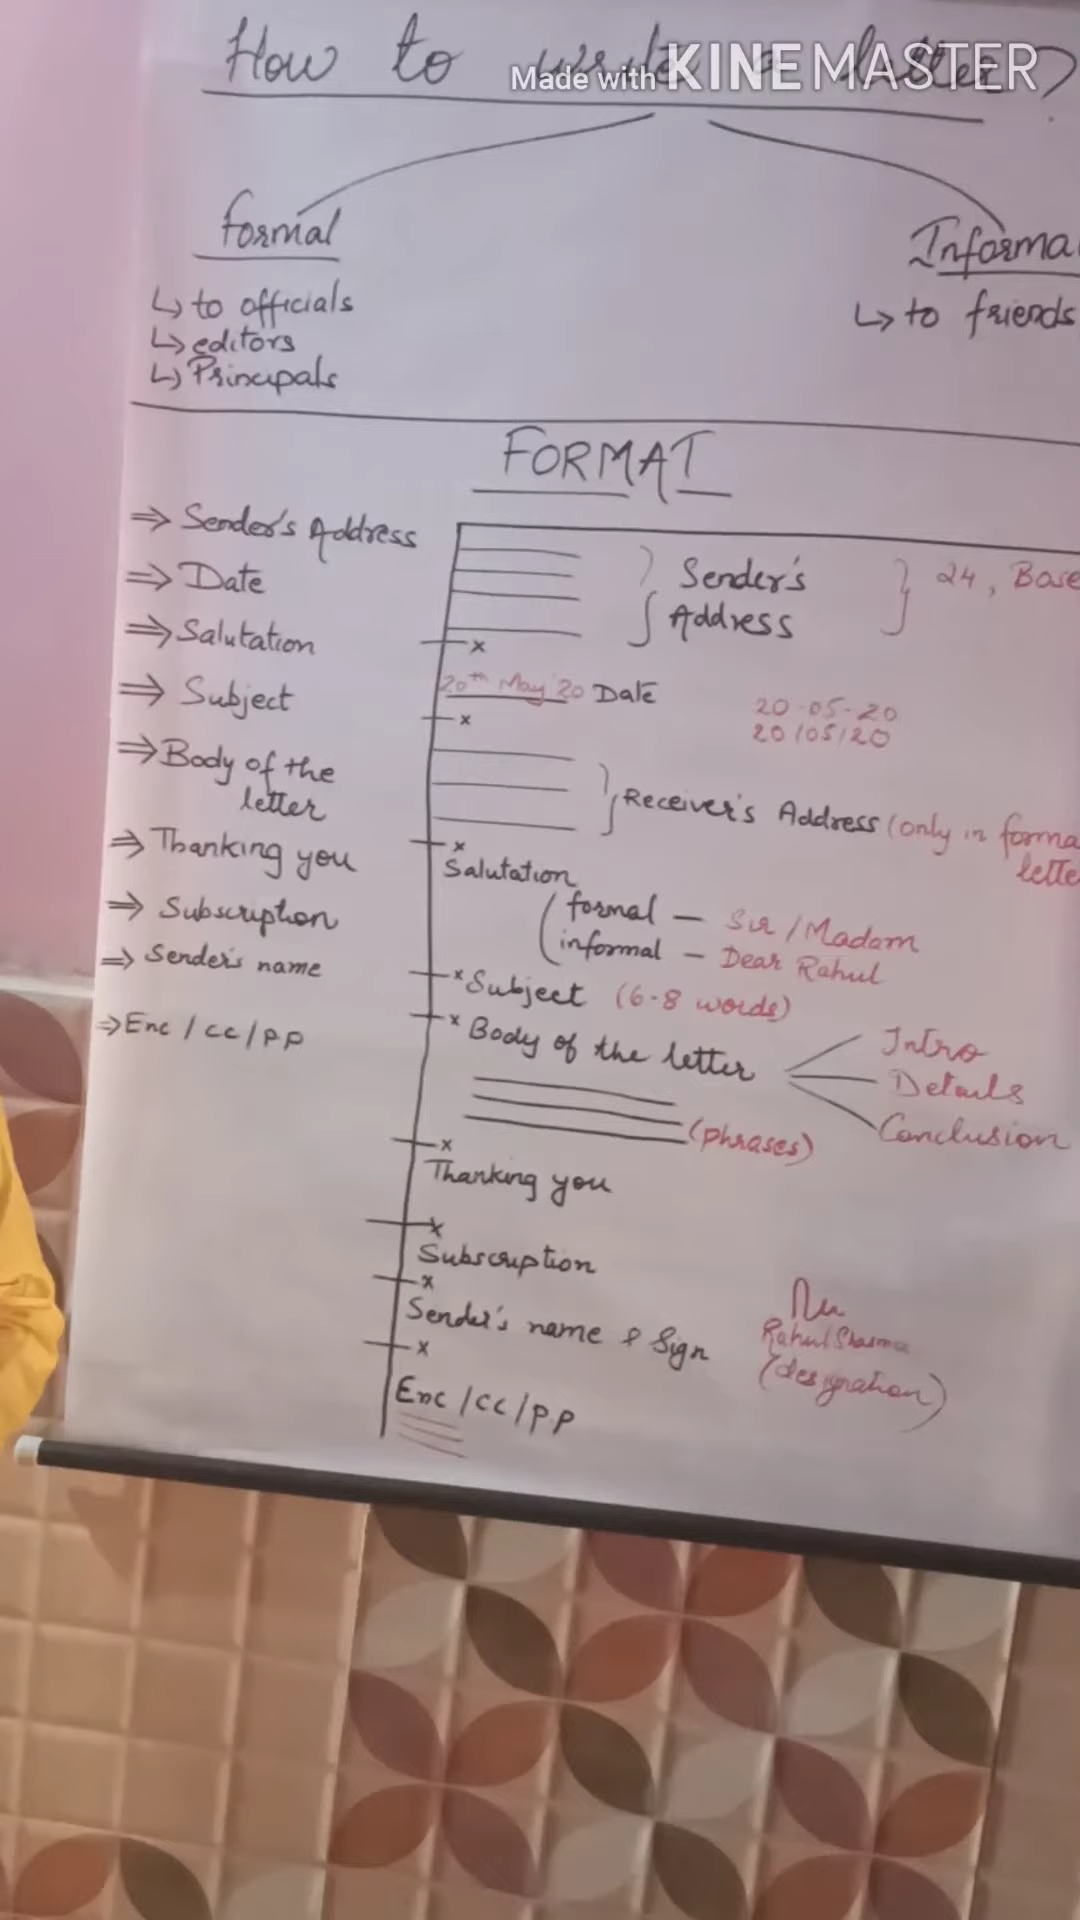 How to write a letter?
Made with KINEMASTER
Formal
↳ to officials
↳ editors
↳ Principals
Informa
↳ to friends
FORMAT
⇒ Sender's Address
⇒ Date
⇒ Salutation
⇒ Subject
⇒ Body of the
letter
⇒ Thanking you
⇒ Subscription
⇒ Sender's name
⇒ Enc / cc / pp
Sender's
Address
24, Base
20th May '20 Date
20-05-20
20/05/20
Receiver's Address (only in forma
lette
Salutation
formal — Sir / Madam
informal — Dear Rahul
Subject (6-8 words)
Body of the letter
Intro
Details
Conclusion
(phrases)
Thanking you
Subscription
Sender's name & Sign
Rahul Sharma
(designation)
Enc / cc / pp